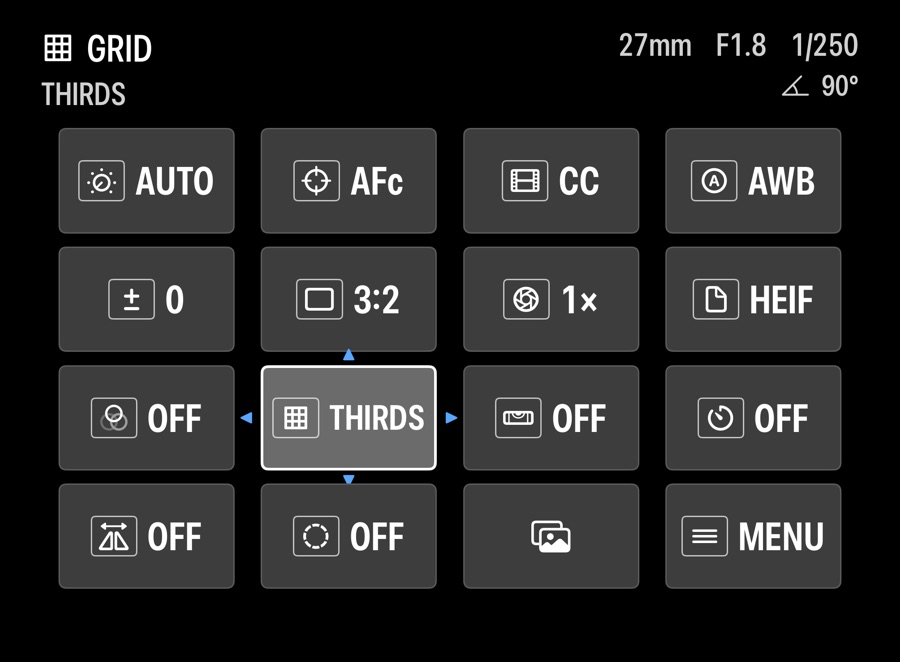 GRID
27mm F1.8 1/250
THIRDS
90°
AUTO AFc CC A AWB
± 0 3:2 1× HEIF
OFF THIRDS OFF OFF
OFF OFF MENU